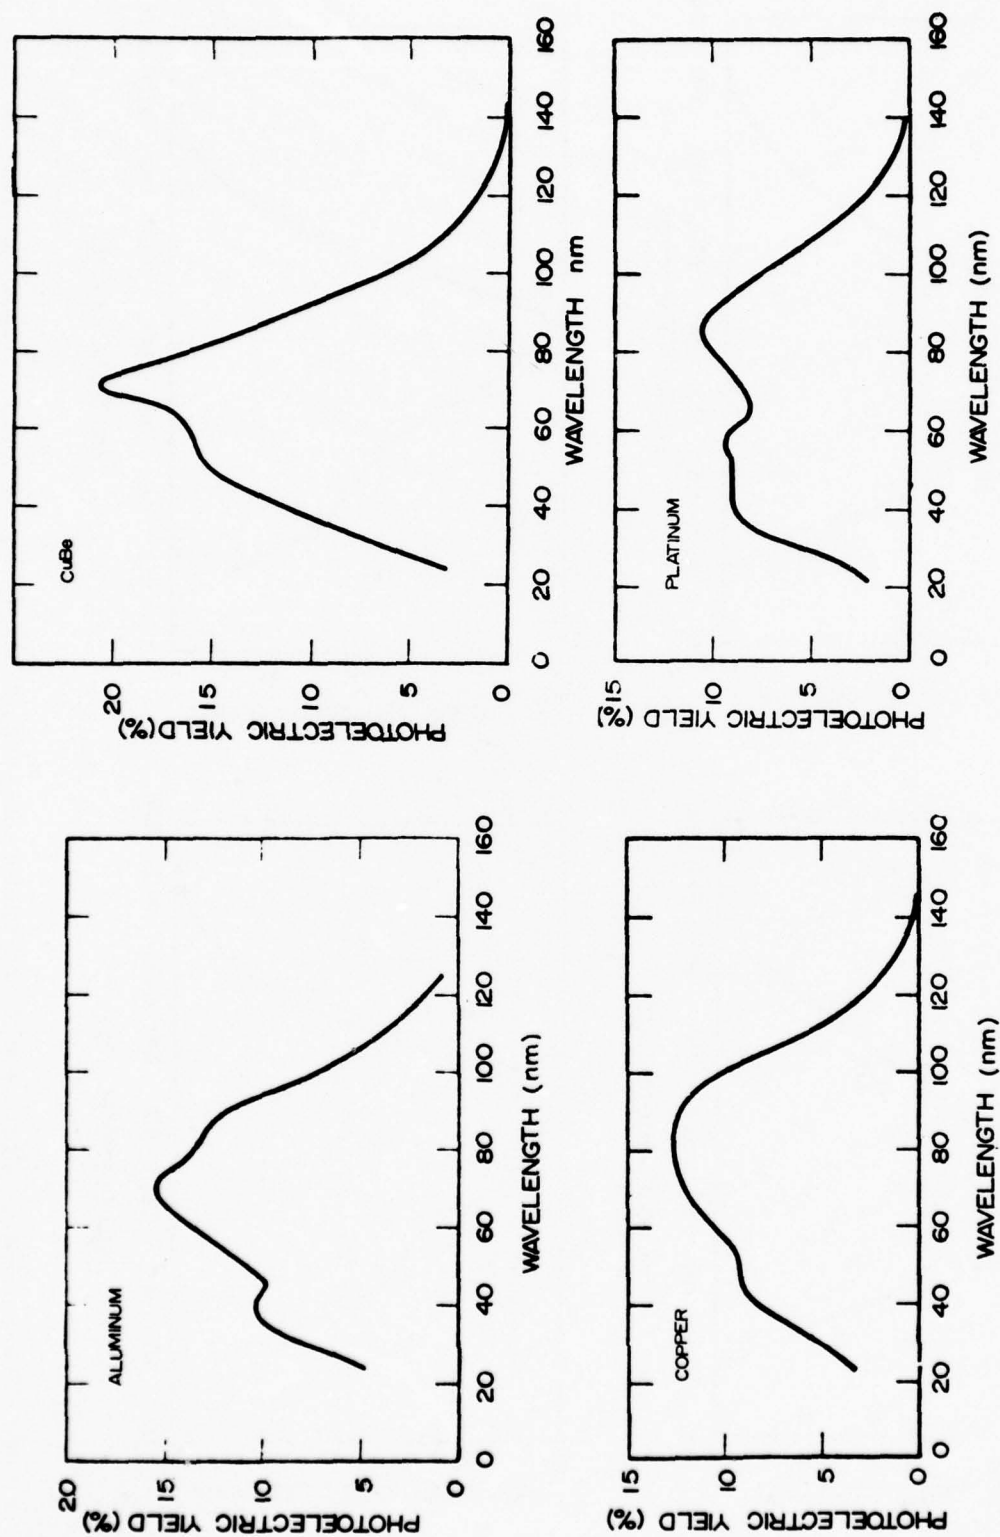 ALUMINUM
PHOTOELECTRIC YIELD (%)
20
15
10
5
0
0 20 40 60 80 100 120 140 160
WAVELENGTH (nm)
CuBe
PHOTOELECTRIC YIELD (%)
20
15
10
5
0
0 20 40 60 80 100 120 140 160
WAVELENGTH nm
COPPER
PHOTOELECTRIC YIELD (%)
15
10
5
0
0 20 40 60 80 100 120 140 160
WAVELENGTH (nm)
PLATINUM
PHOTOELECTRIC YIELD (%)
15
10
5
0
0 20 40 60 80 100 120 140 160
WAVELENGTH (nm)